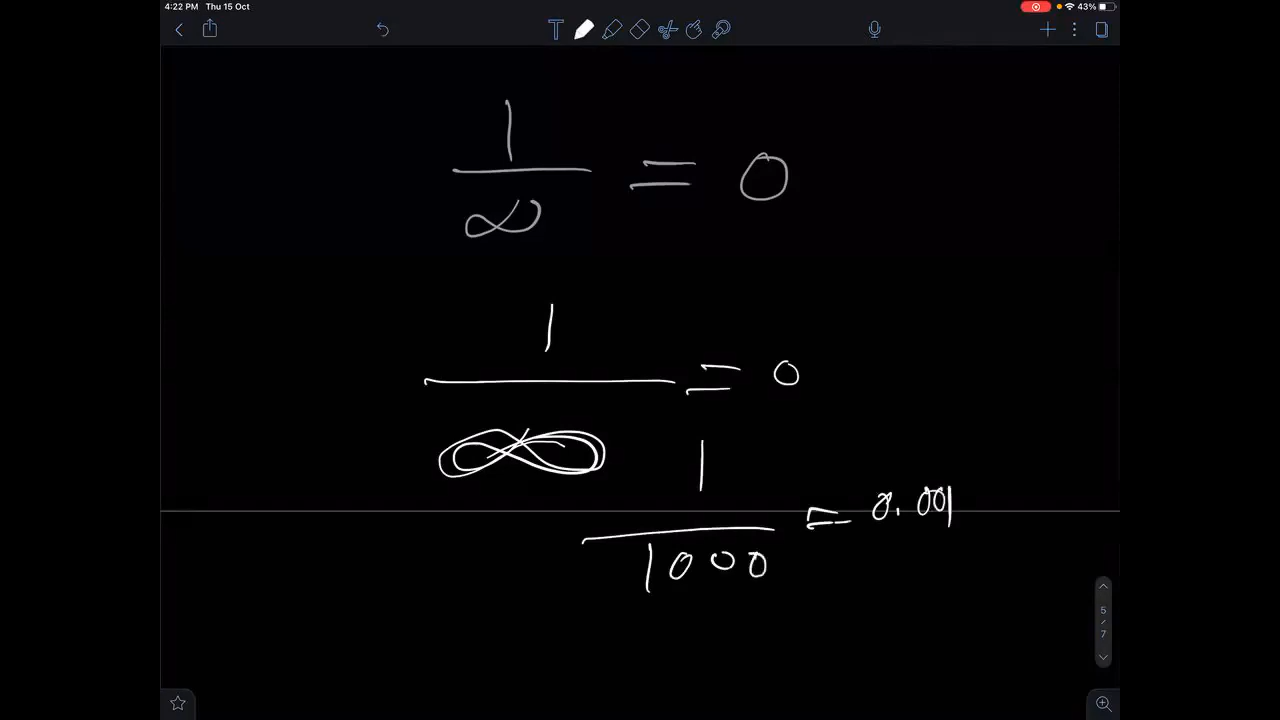 4:22 PM Thu 15 Oct 43%
T
1
∞ = 0
1
∞ = 0
1
1000 = 0.001
5
/
7